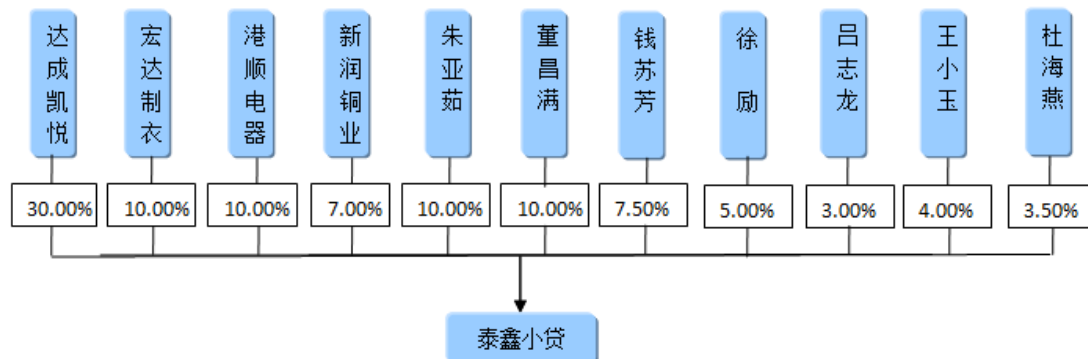 达成凯悦
宏达制衣
港顺电器
新润铜业
朱亚茹
董昌满
钱苏芳
徐励
吕志龙
王小玉
杜海燕
30.00%
10.00%
10.00%
7.00%
10.00%
10.00%
7.50%
5.00%
3.00%
4.00%
3.50%
泰鑫小贷